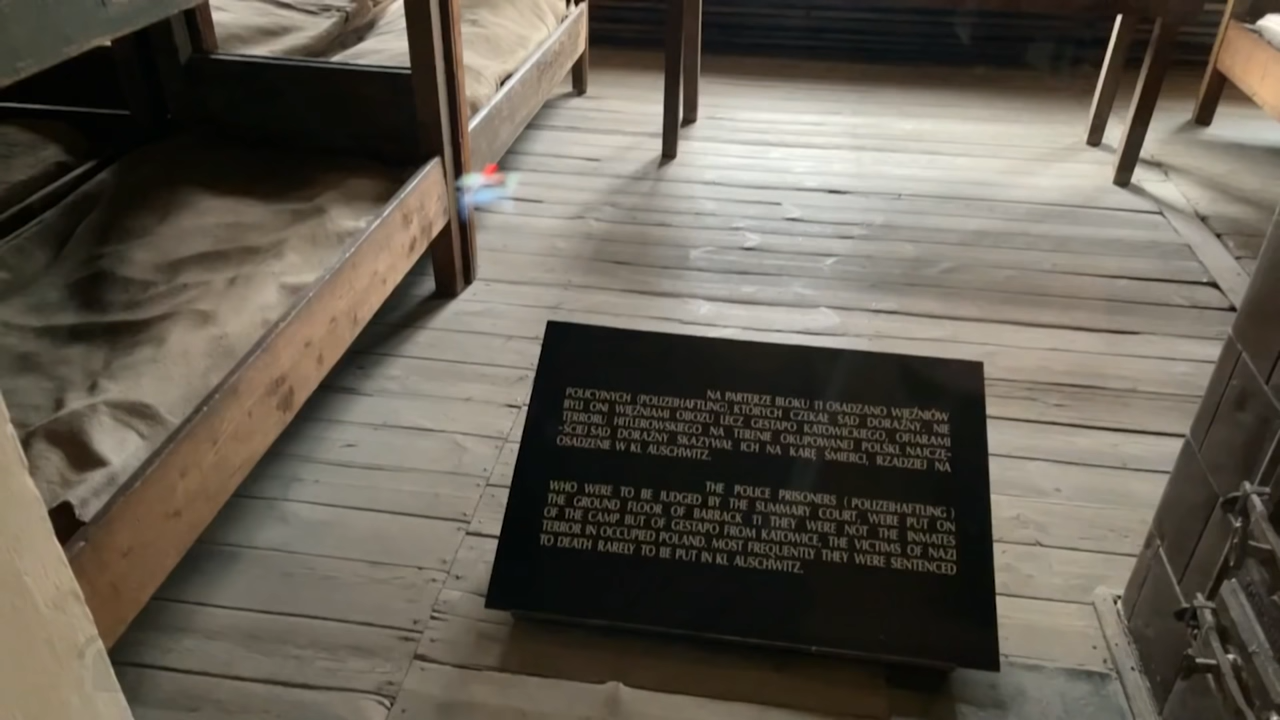 NA PARTERZE BLOKU 11 OSADZANO WIĘŹNIÓW
POLICYJNYCH (POLIZEIHAFTLING), KTÓRYCH CZEKAŁ SĄD DORAŹNY. NIE
BYLI ONI WIĘŹNIAMI OBOZU LECZ GESTAPO KATOWICKIEGO, OFIARAMI
TERRORU HITLEROWSKIEGO NA TERENIE OKUPOWANEJ POLSKI. NAJCZĘ-
-ŚCIEJ SĄD DORAŹNY SKAZYWAŁ ICH NA KARĘ ŚMIERCI, RZADZIEJ NA
OSADZENIE W KL AUSCHWITZ.
THE POLICE PRISONERS (POLIZEIHAFTLING)
WHO WERE TO BE JUDGED BY THE SUMMARY COURT, WERE PUT ON
THE GROUND FLOOR OF BARRACK 11 THEY WERE NOT THE INMATES
OF THE CAMP BUT OF GESTAPO FROM KATOWICE, THE VICTIMS OF NAZI
TERROR IN OCCUPIED POLAND. MOST FREQUENTLY THEY WERE SENTENCED
TO DEATH RARELY TO BE PUT IN KL AUSCHWITZ.